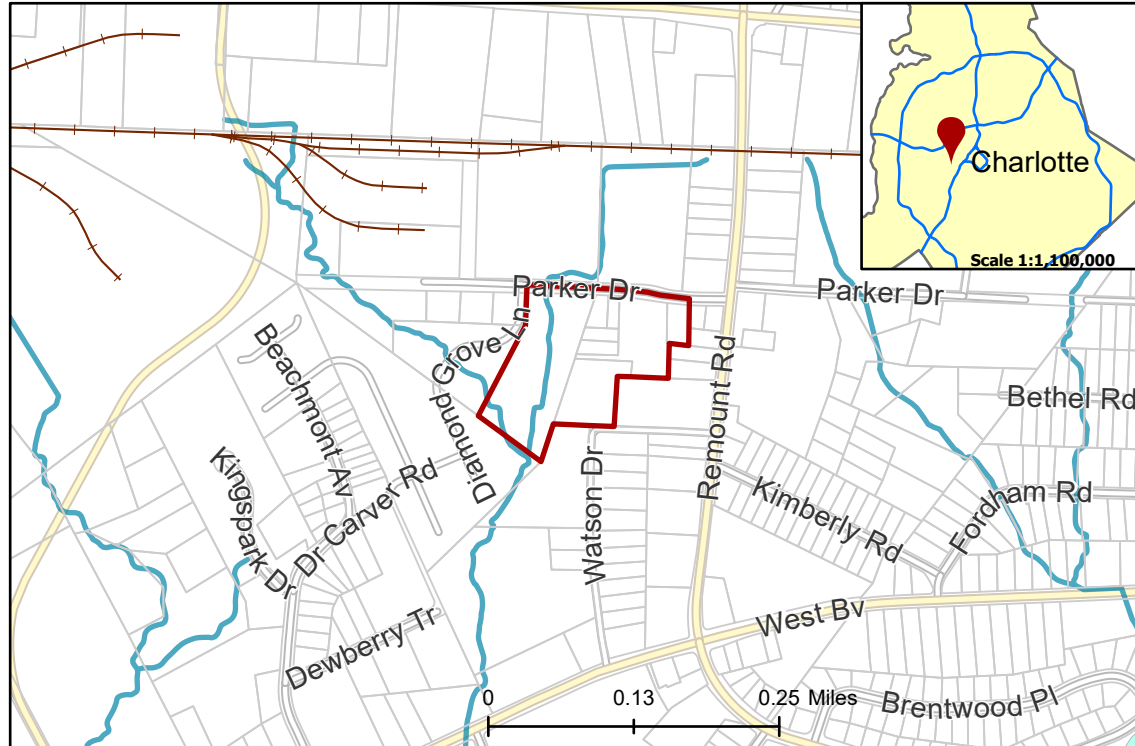 Charlotte
Scale 1:1,100,000
Parker Dr
Parker Dr
Diamond Grove Ln
Beachmont Av
Remount Rd
Bethel Rd
Kingspark Dr
Dr Carver Rd
Watson Dr
Kimberly Rd
Fordham Rd
West Bv
Dewberry Tr
Brentwood Pl
0 0.13 0.25 Miles